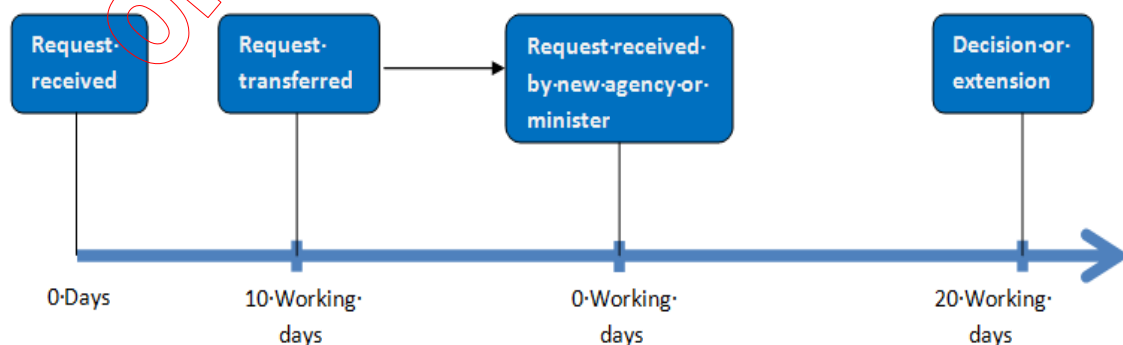 Request·
received
Request·
transferred
Request·received·
by·new·agency·or·
minister
Decision·or·
extension
0·Days
10·Working·
days
0·Working·
days
20·Working·
days